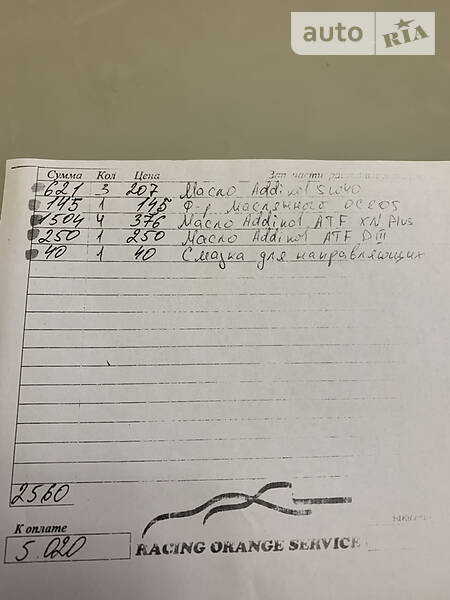 auto RIA
Сумма Кол Цена
621 3 207 Масло Addinol 5w40
145 1 145 Ф-р маслянного
1504 4 376 Масло Addinol ATF XN Plus
250 1 250 Масло Addinol ATF DIII
40 1 40 Смазка для направляющих
2560
К оплате
5 020
RACING ORANGE SERVICE